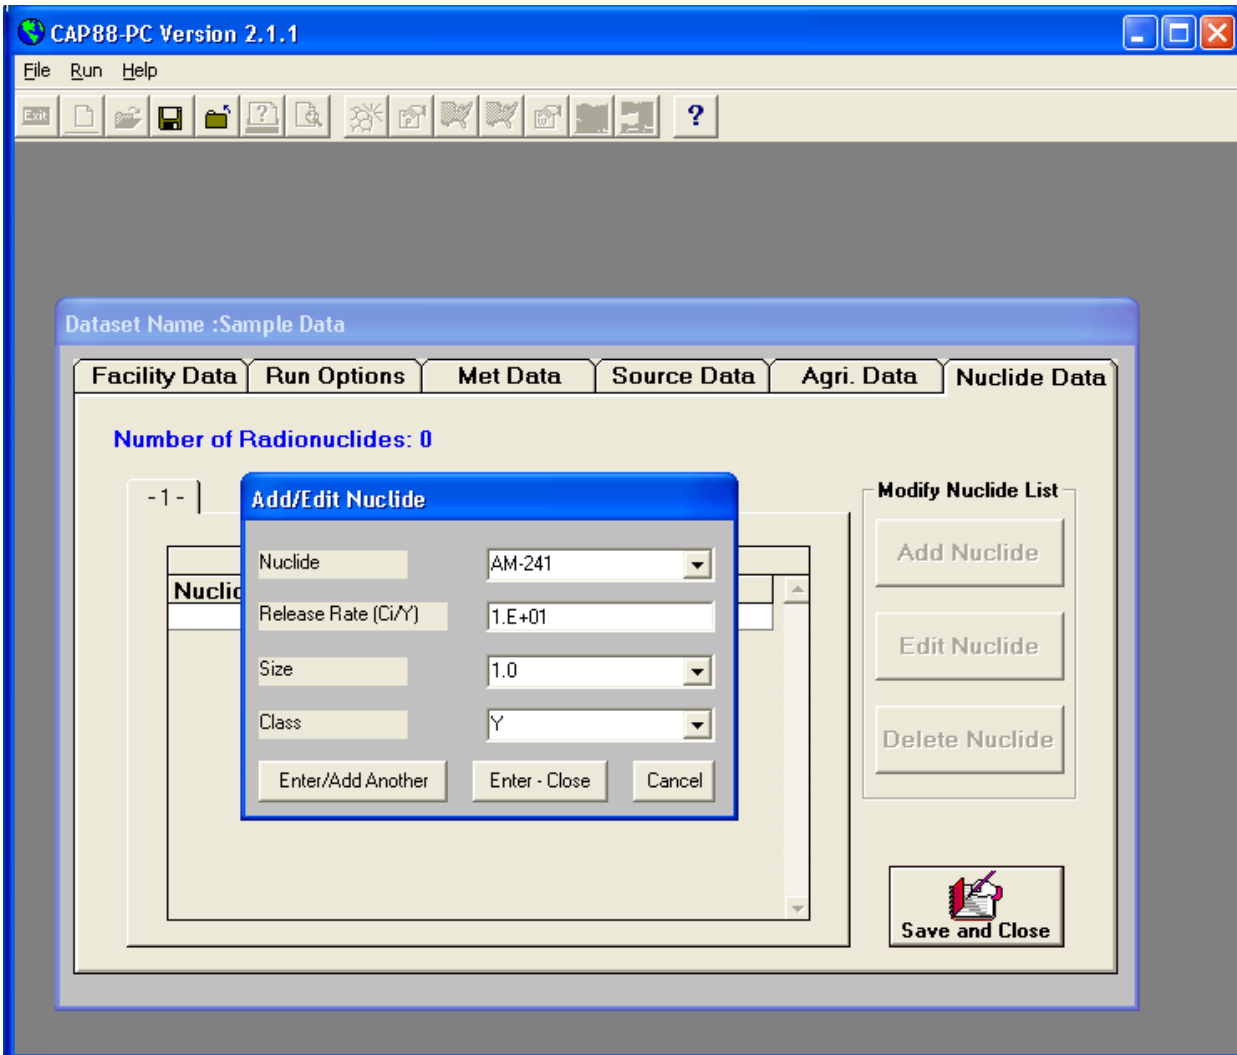 CAP88-PC Version 2.1.1
File Run Help
Exit
Dataset Name :Sample Data
Facility Data Run Options Met Data Source Data Agri. Data Nuclide Data
Number of Radionuclides: 0
- 1 -
Add/Edit Nuclide
Modify Nuclide List
Nuclide AM-241
Add Nuclide
Release Rate (Ci/Y) 1.E+01
Edit Nuclide
Size 1.0
Class Y
Delete Nuclide
Enter/Add Another Enter - Close Cancel
Save and Close